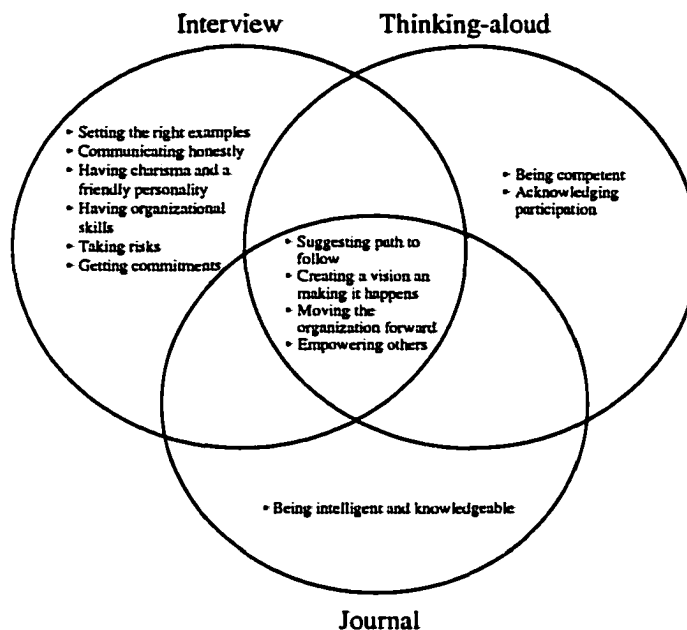 Interview
Thinking-aloud
▸ Setting the right examples
▸ Communicating honestly
▸ Having charisma and a
friendly personality
▸ Having organizational
skills
▸ Taking risks
▸ Getting commitments
▸ Being competent
▸ Acknowledging
participation
▸ Suggesting path to
follow
▸ Creating a vision an
making it happens
▸ Moving the
organization forward
▸ Empowering others
▸ Being intelligent and knowledgeable
Journal